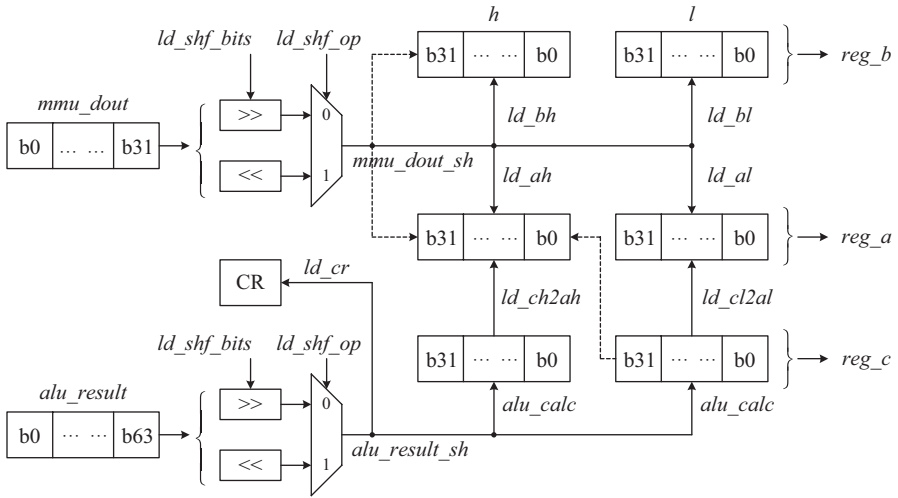 h l
ld_shf_bits ld_shf_op
b31 … … b0 b31 … … b0 reg_b
mmu_dout >> 0 ld_bh ld_bl
b0 … … b31
<< 1 mmu_dout_sh
ld_ah ld_al
b31 … … b0 b31 … … b0 reg_a
CR ld_cr
ld_ch2ah ld_cl2al
ld_shf_bits ld_shf_op
b31 … … b0 b31 … … b0 reg_c
alu_result >> 0 alu_calc alu_calc
b0 … … b63
<< 1 alu_result_sh